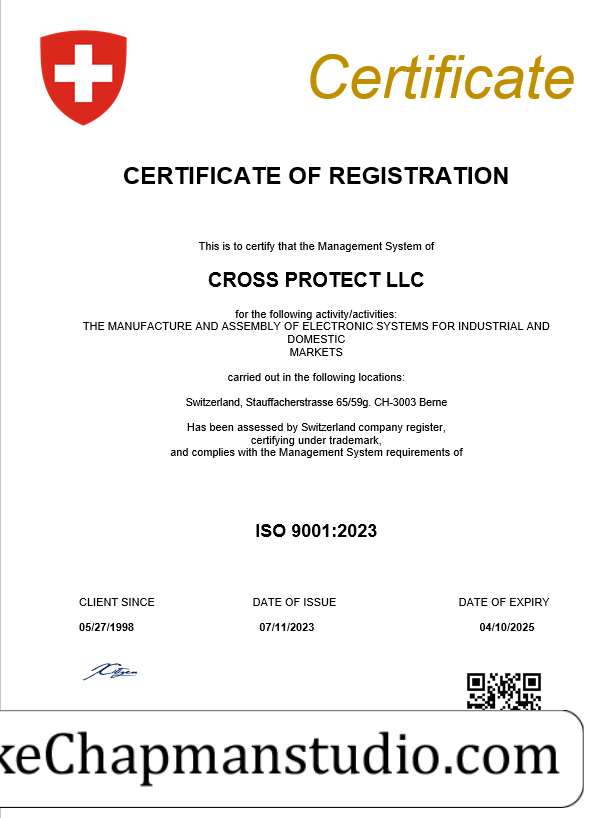 Certificate
CERTIFICATE OF REGISTRATION
This is to certify that the Management System of
CROSS PROTECT LLC
for the following activity/activities:
THE MANUFACTURE AND ASSEMBLY OF ELECTRONIC SYSTEMS FOR INDUSTRIAL AND
DOMESTIC
MARKETS
carried out in the following locations:
Switzerland, Stauffacherstrasse 65/59g. CH-3003 Berne
Has been assessed by Switzerland company register,
certifying under trademark,
and complies with the Management System requirements of
ISO 9001:2023
CLIENT SINCE DATE OF ISSUE DATE OF EXPIRY
05/27/1998 07/11/2023 04/10/2025
keChapmanstudio.com